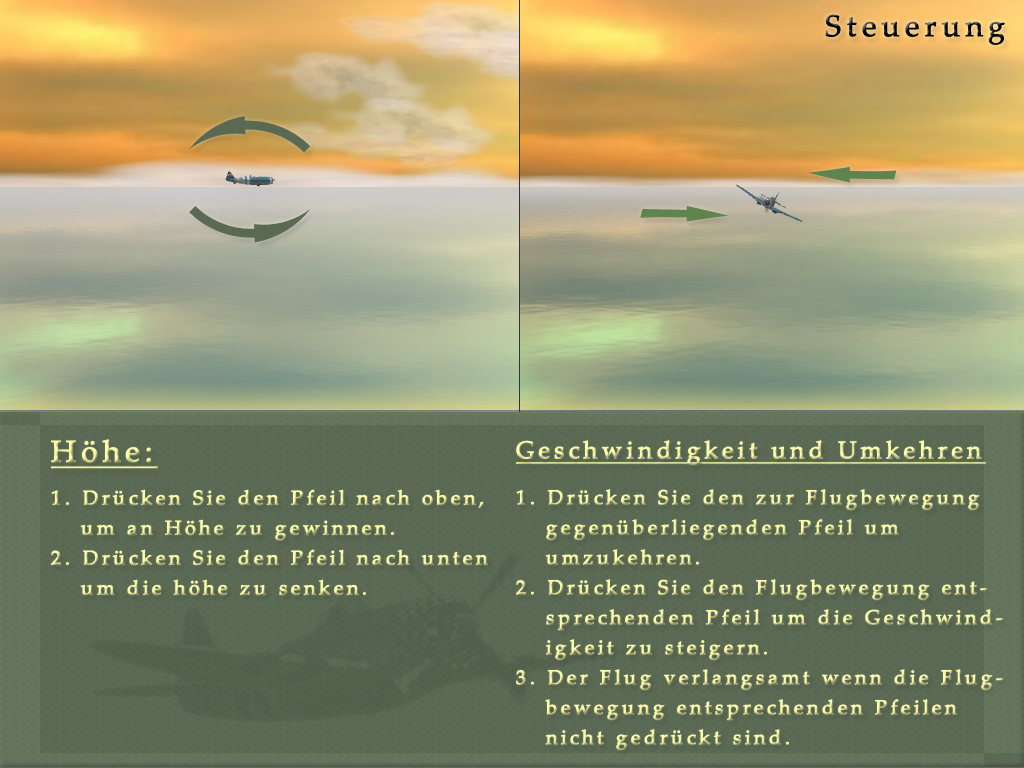 Steuerung
Höhe:
1. Drücken Sie den Pfeil nach oben,
um an Höhe zu gewinnen.
2. Drücken Sie den Pfeil nach unten
um die höhe zu senken.
Geschwindigkeit und Umkehren
1. Drücken Sie den zur Flugbewegung
gegenüberliegenden Pfeil um
umzukehren.
2. Drücken Sie den Flugbewegung ent-
sprechenden Pfeil um die Geschwind-
igkeit zu steigern.
3. Der Flug verlangsamt wenn die Flug-
bewegung entsprechenden Pfeilen
nicht gedrückt sind.